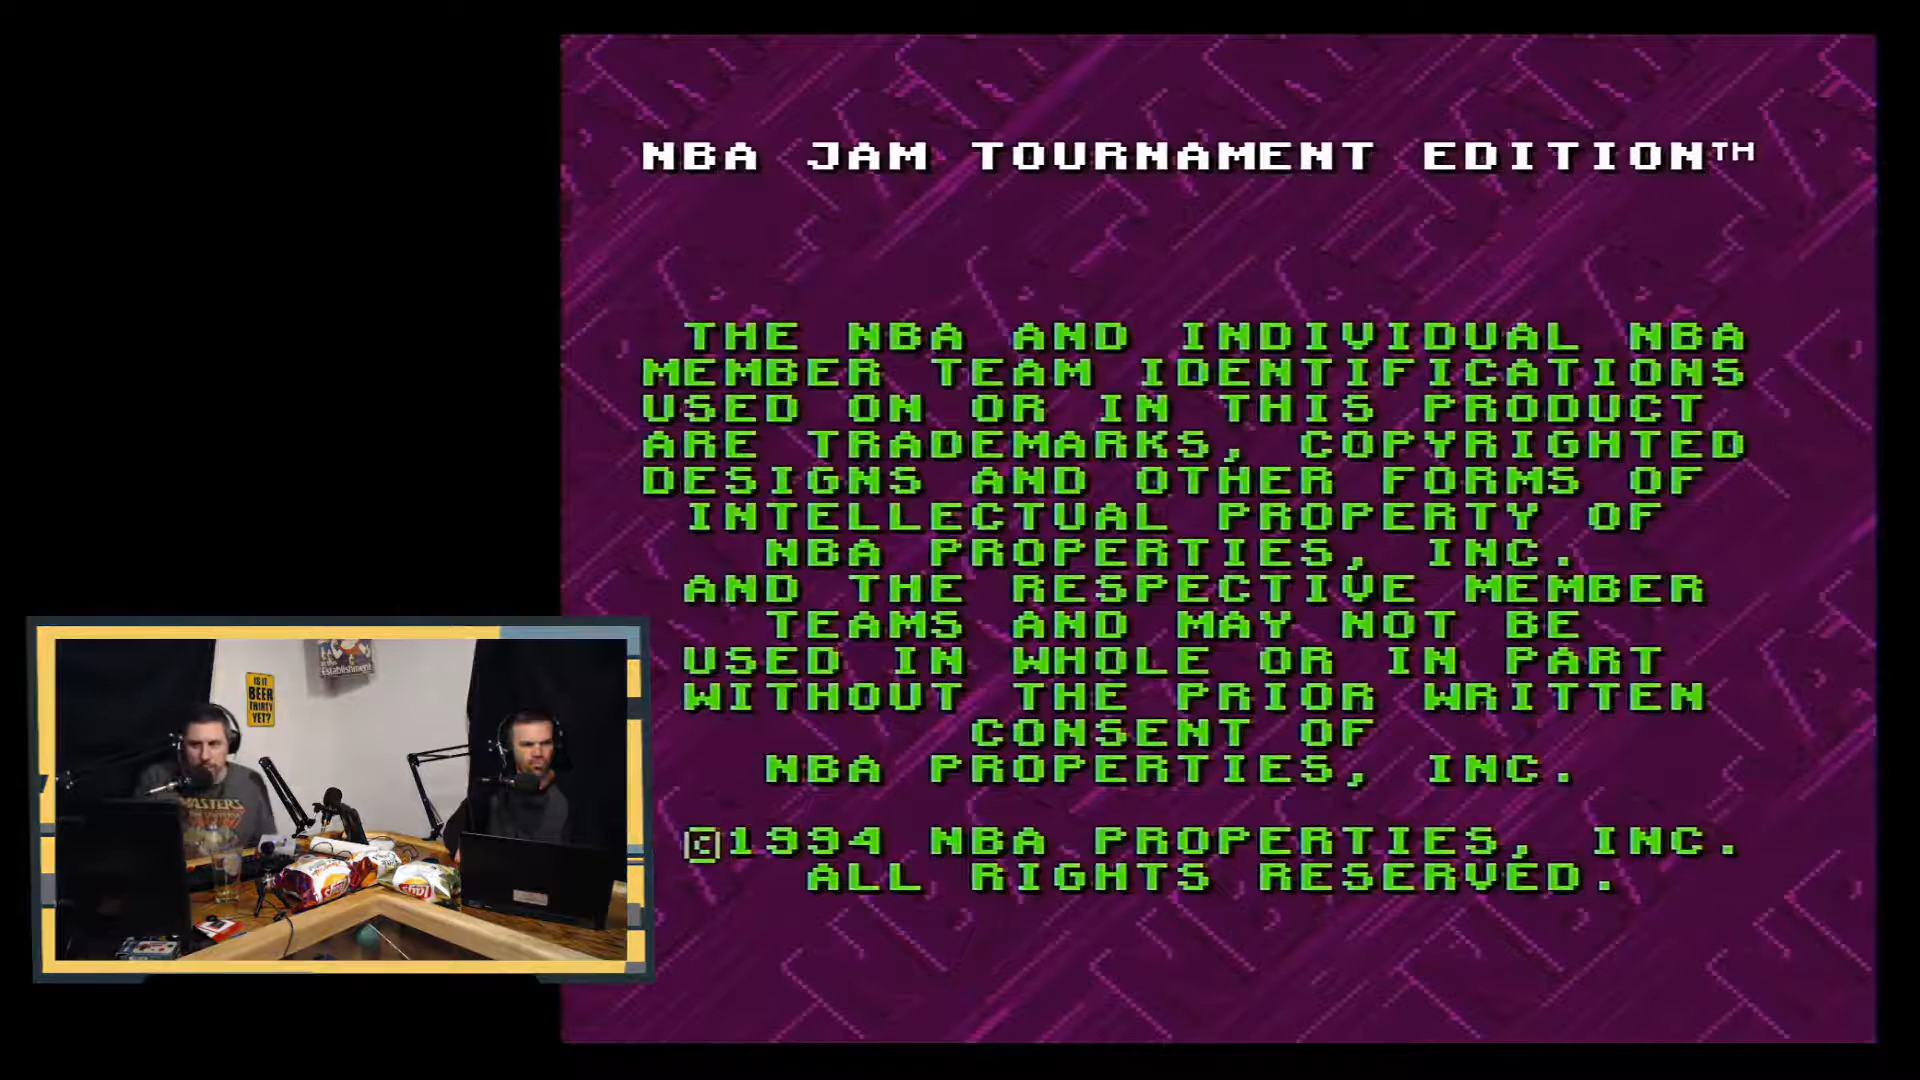 NBA JAM TOURNAMENT EDITION™
THE NBA AND INDIVIDUAL NBA
MEMBER TEAM IDENTIFICATIONS
USED ON OR IN THIS PRODUCT
ARE TRADEMARKS, COPYRIGHTED
DESIGNS AND OTHER FORMS OF
INTELLECTUAL PROPERTY OF
NBA PROPERTIES, INC.
AND THE RESPECTIVE MEMBER
TEAMS AND MAY NOT BE
USED IN WHOLE OR IN PART
WITHOUT THE PRIOR WRITTEN
CONSENT OF
NBA PROPERTIES, INC.
©1994 NBA PROPERTIES, INC.
ALL RIGHTS RESERVED.
IS IT
BEER
THIRTY
YET?
Establishment
MASTERS
Lay's
Lay's